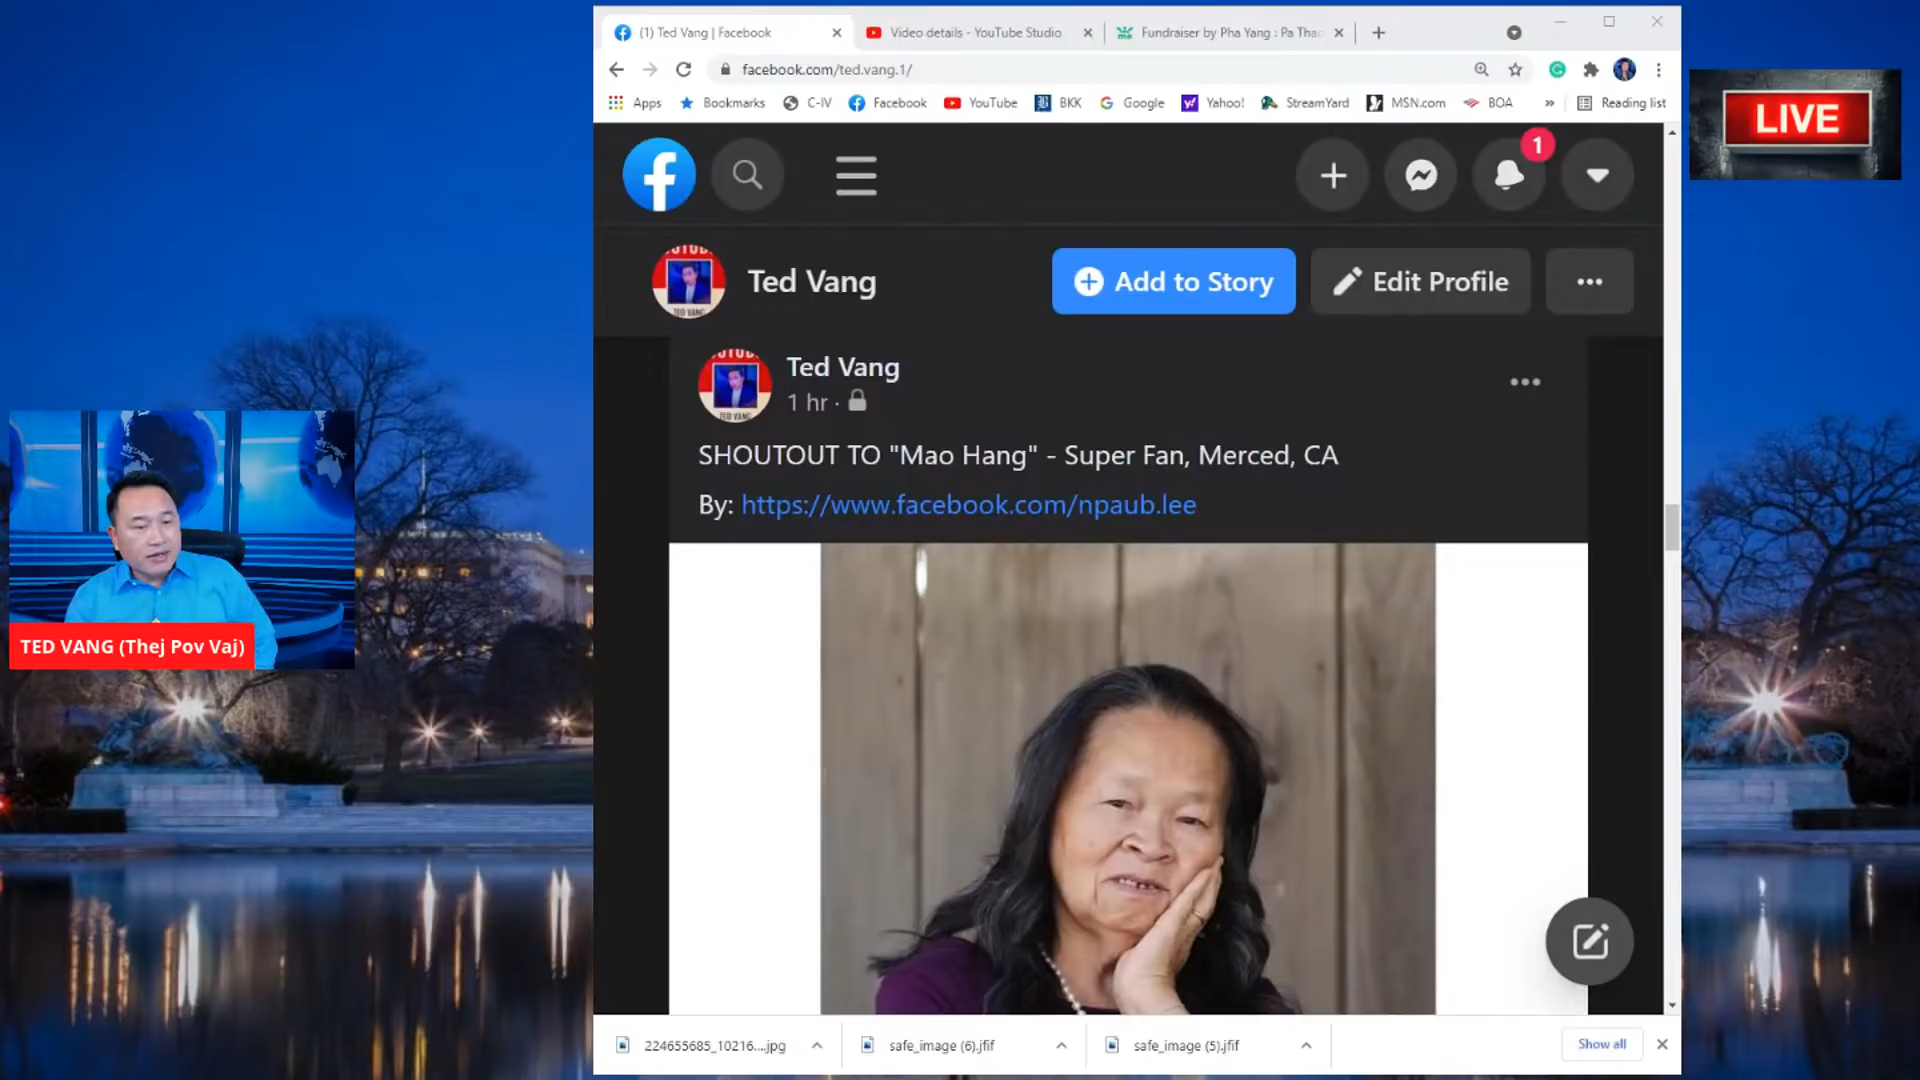 (1) Ted Vang | Facebook
Video details - YouTube Studio
Fundraiser by Pha Yang : Pa Thao
facebook.com/ted.vang.1/
Apps
Bookmarks
C-IV
Facebook
YouTube
BKK
Google
Yahoo!
StreamYard
MSN.com
BOA
Reading list
LIVE
1
Ted Vang
Add to Story
Edit Profile
Ted Vang
1 hr ·
SHOUTOUT TO "Mao Hang" - Super Fan, Merced, CA
By: https://www.facebook.com/npaub.lee
TED VANG (Thej Pov Vaj)
224655685_10216....jpg
safe_image (6).jfif
safe_image (5).jfif
Show all